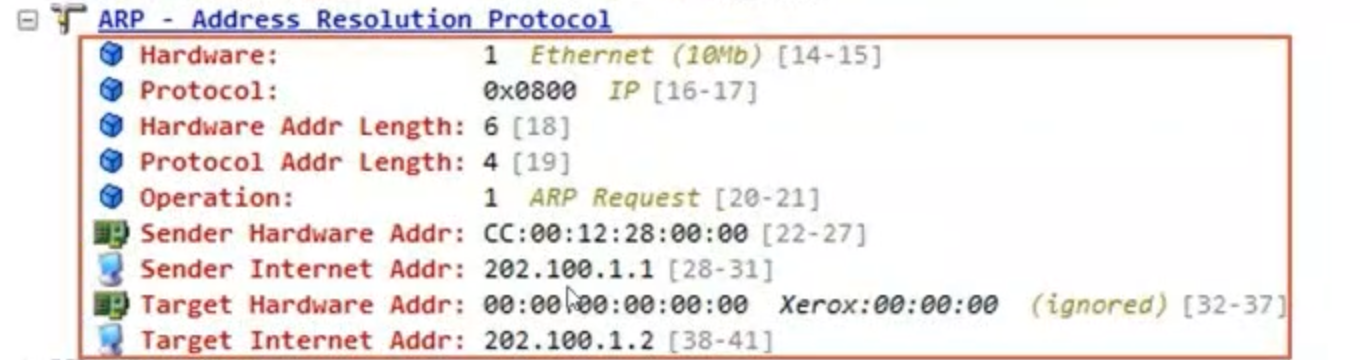 ARP - Address Resolution Protocol
Hardware: 1 Ethernet (10Mb) [14-15]
Protocol: 0x0800 IP [16-17]
Hardware Addr Length: 6 [18]
Protocol Addr Length: 4 [19]
Operation: 1 ARP Request [20-21]
Sender Hardware Addr: CC:00:12:28:00:00 [22-27]
Sender Internet Addr: 202.100.1.1 [28-31]
Target Hardware Addr: 00:00:00:00:00:00 Xerox:00:00:00 (ignored) [32-37]
Target Internet Addr: 202.100.1.2 [38-41]